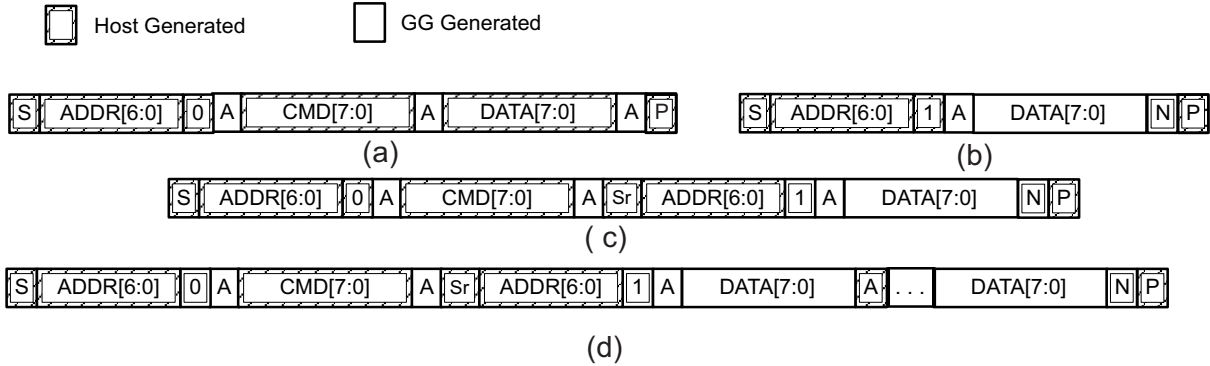 Host Generated GG Generated
S ADDR[6:0] 0 A CMD[7:0] A DATA[7:0] A P S ADDR[6:0] 1 A DATA[7:0] N P
(a) (b)
S ADDR[6:0] 0 A CMD[7:0] A Sr ADDR[6:0] 1 A DATA[7:0] N P
( c)
S ADDR[6:0] 0 A CMD[7:0] A Sr ADDR[6:0] 1 A DATA[7:0] A . . . DATA[7:0] N P
(d)